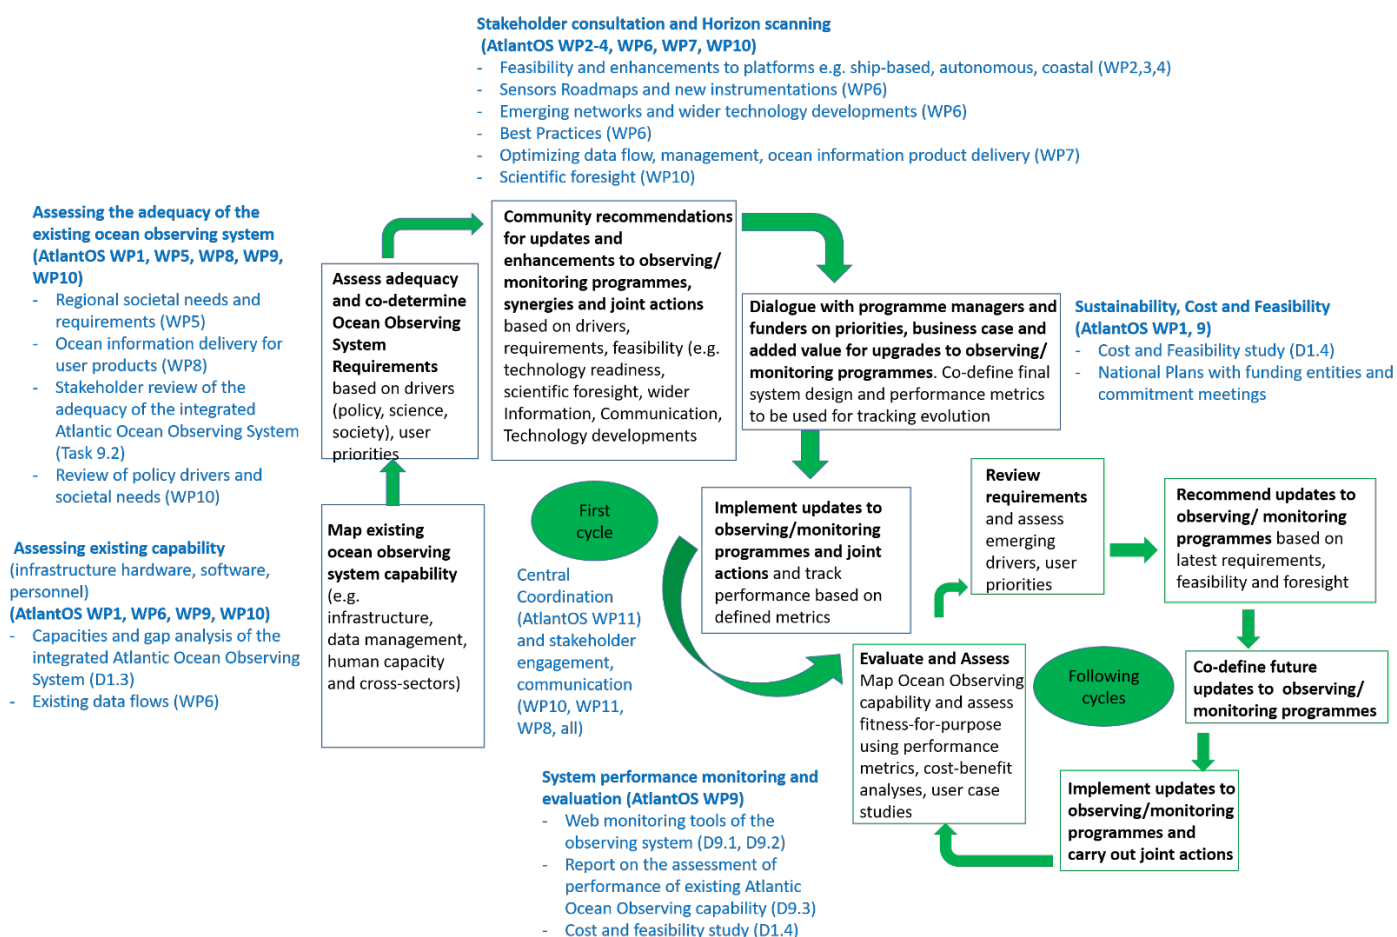 Stakeholder consultation and Horizon scanning
(AtlantOS WP2-4, WP6, WP7, WP10)
- Feasibility and enhancements to platforms e.g. ship-based, autonomous, coastal (WP2,3,4)
- Sensors Roadmaps and new instrumentations (WP6)
- Emerging networks and wider technology developments (WP6)
- Best Practices (WP6)
- Optimizing data flow, management, ocean information product delivery (WP7)
- Scientific foresight (WP10)
Assessing the adequacy of the
existing ocean observing system
(AtlantOS WP1, WP5, WP8, WP9,
WP10)
- Regional societal needs and
requirements (WP5)
- Ocean information delivery for
user products (WP8)
- Stakeholder review of the
adequacy of the integrated
Atlantic Ocean Observing System
(Task 9.2)
- Review of policy drivers and
societal needs (WP10)
Assessing existing capability
(infrastructure hardware, software,
personnel)
(AtlantOS WP1, WP6, WP9, WP10)
- Capacities and gap analysis of the
integrated Atlantic Ocean Observing
System (D1.3)
- Existing data flows (WP6)
Assess adequacy
and co-determine
Ocean Observing
System
Requirements
based on drivers
(policy, science,
society), user
priorities
Map existing
ocean observing
system capability
(e.g.
infrastructure,
data management,
human capacity
and cross-sectors)
Community recommendations
for updates and
enhancements to observing/
monitoring programmes,
synergies and joint actions
based on drivers,
requirements, feasibility (e.g.
technology readiness,
scientific foresight, wider
Information, Communication,
Technology developments
Dialogue with programme managers and
funders on priorities, business case and
added value for upgrades to observing/
monitoring programmes. Co-define final
system design and performance metrics
to be used for tracking evolution
Sustainability, Cost and Feasibility
(AtlantOS WP1, 9)
- Cost and Feasibility study (D1.4)
- National Plans with funding entities and
commitment meetings
First
cycle
Central
Coordination
(AtlantOS WP11)
and stakeholder
engagement,
communication
(WP10, WP11,
WP8, all)
Implement updates to
observing/monitoring
programmes and joint
actions and track
performance based on
defined metrics
Review
requirements
and assess
emerging
drivers, user
priorities
Recommend updates to
observing/ monitoring
programmes based on
latest requirements,
feasibility and foresight
Evaluate and Assess
Map Ocean Observing
capability and assess
fitness-for-purpose
using performance
metrics, cost-benefit
analyses, user case
studies
Following
cycles
Co-define future
updates to observing/
monitoring programmes
Implement updates to
observing/monitoring
programmes and
carry out joint actions
System performance monitoring and
evaluation (AtlantOS WP9)
- Web monitoring tools of the
observing system (D9.1, D9.2)
- Report on the assessment of
performance of existing Atlantic
Ocean Observing capability (D9.3)
- Cost and feasibility study (D1.4)